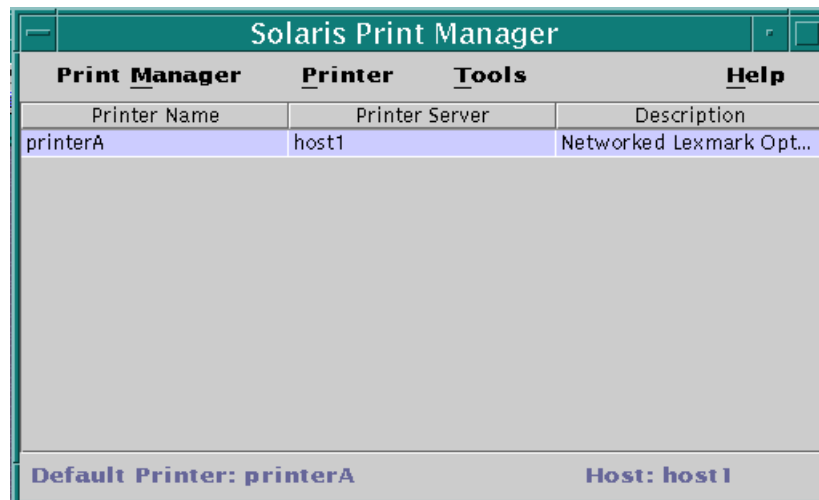 Solaris Print Manager
Print Manager Printer Tools Help
Printer Name Printer Server Description
printerA host1 Networked Lexmark Opt...
Default Printer: printerA Host: host1